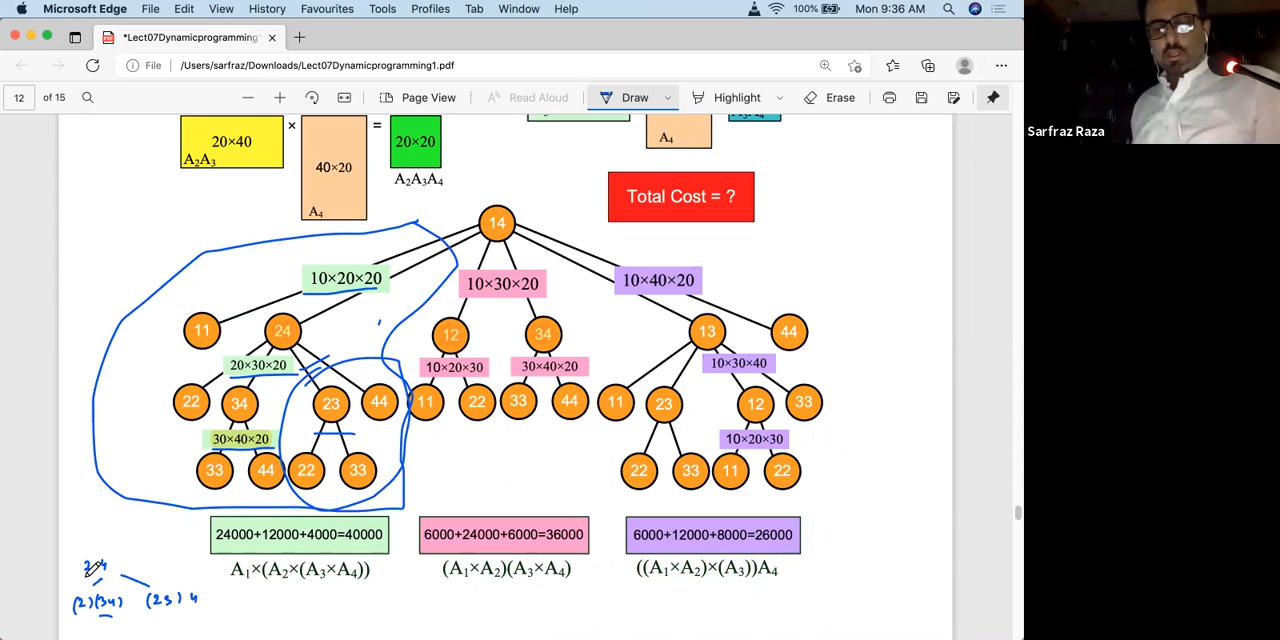 Microsoft Edge File Edit View History Favourites Tools Profiles Tab Window Help 100% Mon 9:36 AM
*Lect07Dynamicprogramming
File /Users/sarfraz/Downloads/Lect07Dynamicprogramming1.pdf
12 of 15 Page View Read Aloud Draw Highlight Erase
Sarfraz Raza
20×40 × = 20×20
A₂A₃
40×20
A₄
A₂A₃A₄
A₄
Total Cost = ?
14
10×20×20 10×30×20 10×40×20
11 24 12 34 13 44
20×30×20 10×20×30 30×40×20 10×30×40
22 34 23 44 11 22 33 44 11 23 12 33
30×40×20 10×20×30
33 44 22 33 22 33 11 22
24000+12000+4000=40000 6000+24000+6000=36000 6000+12000+8000=26000
A₁×(A₂×(A₃×A₄)) (A₁×A₂)(A₃×A₄) ((A₁×A₂)×(A₃))A₄
24
(2)(34) (23) 4